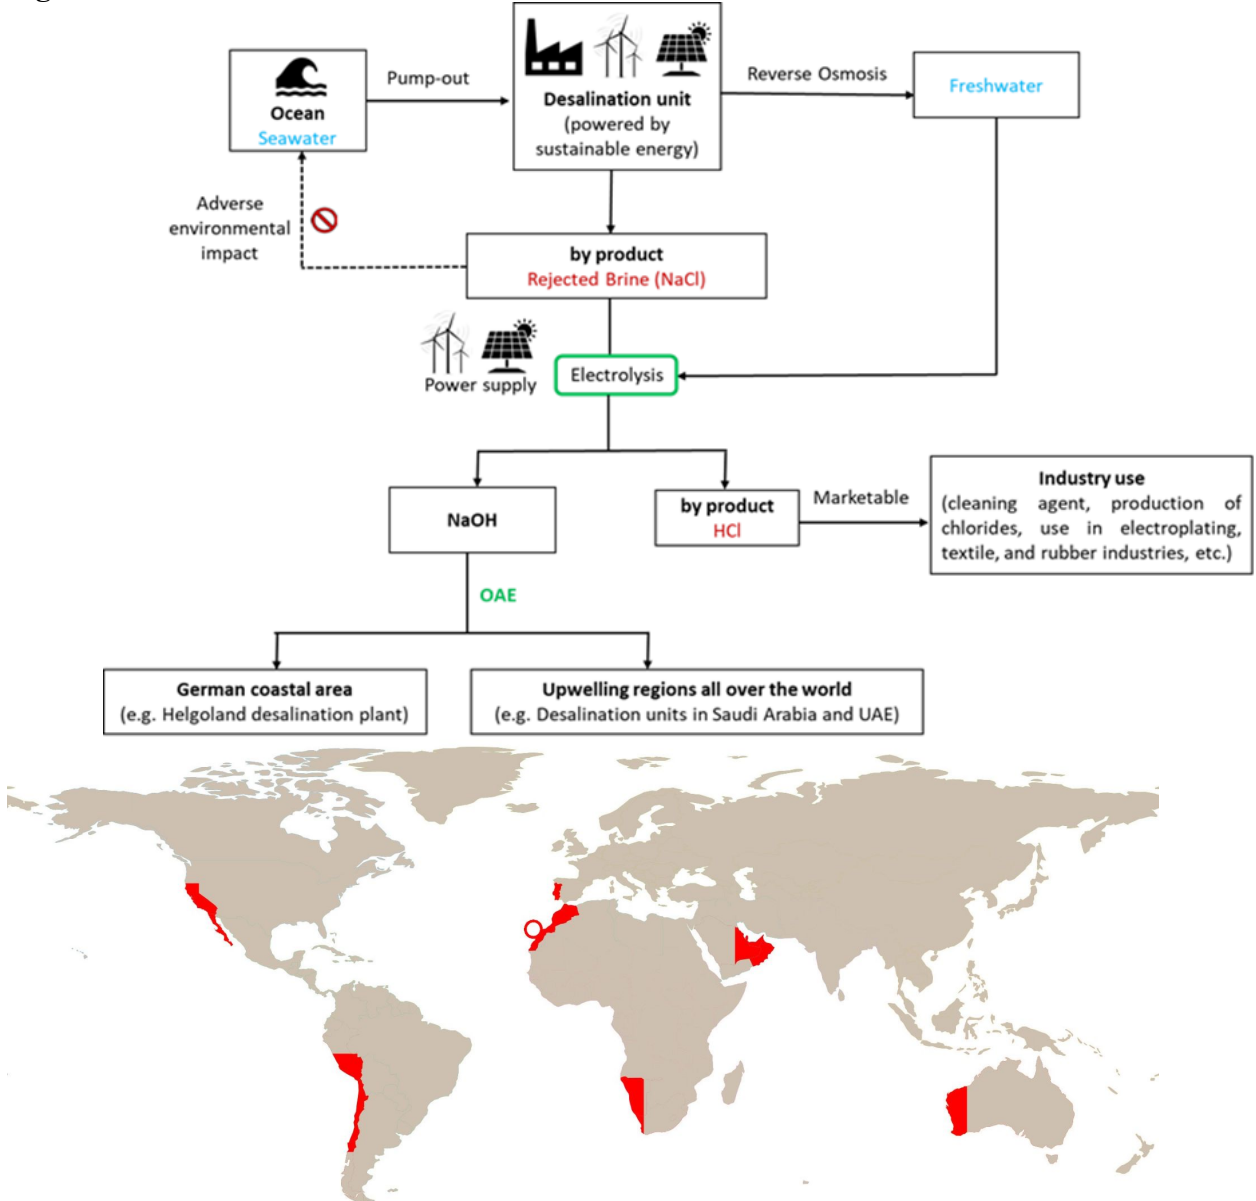 Ocean
Seawater
Pump-out
Desalination unit
(powered by
sustainable energy)
Reverse Osmosis
Freshwater
Adverse
environmental
impact
by product
Rejected Brine (NaCl)
Power supply
Electrolysis
NaOH
by product
HCl
Marketable
Industry use
(cleaning agent, production of
chlorides, use in electroplating,
textile, and rubber industries, etc.)
OAE
German coastal area
(e.g. Helgoland desalination plant)
Upwelling regions all over the world
(e.g. Desalination units in Saudi Arabia and UAE)